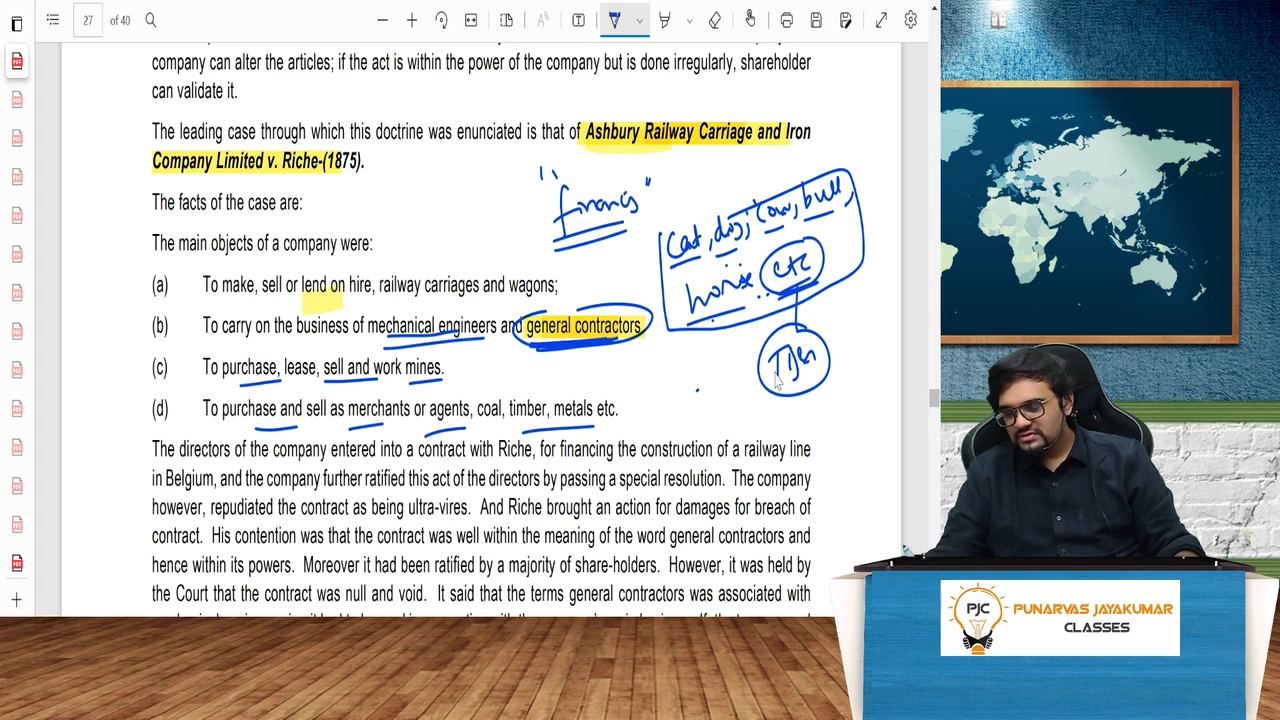 27 of 40
company can alter the articles; if the act is within the power of the company but is done irregularly, shareholder
can validate it.
The leading case through which this doctrine was enunciated is that of Ashbury Railway Carriage and Iron
Company Limited v. Riche-(1875).
The facts of the case are:
The main objects of a company were:
(a) To make, sell or lend on hire, railway carriages and wagons;
(b) To carry on the business of mechanical engineers and general contractors.
(c) To purchase, lease, sell and work mines.
(d) To purchase and sell as merchants or agents, coal, timber, metals etc.
Cat, dog, cow, bull,
horse etc
The directors of the company entered into a contract with Riche, for financing the construction of a railway line
in Belgium, and the company further ratified this act of the directors by passing a special resolution. The company
however, repudiated the contract as being ultra-vires. And Riche brought an action for damages for breach of
contract. His contention was that the contract was well within the meaning of the word general contractors and
hence within its powers. Moreover it had been ratified by a majority of share-holders. However, it was held by
the Court that the contract was null and void. It said that the terms general contractors was associated with
PJC PUNARVAS JAYAKUMAR
CLASSES